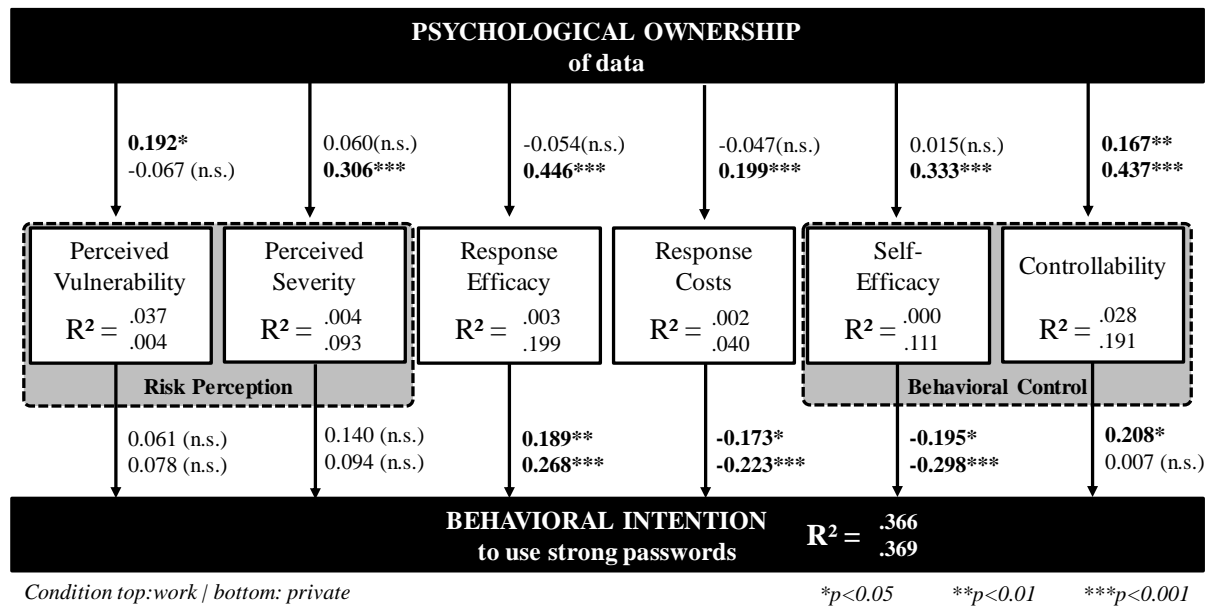 PSYCHOLOGICAL OWNERSHIP
of data
0.192*
-0.067 (n.s.)
0.060(n.s.)
0.306***
-0.054 (n.s.)
0.446***
-0.047(n.s.)
0.199***
0.015(n.s.)
0.333***
0.167**
0.437***
Perceived
Vulnerability
R² = .037
.004
Perceived
Severity
R² = .004
.093
Risk Perception
Response
Efficacy
R² = .003
.199
Response
Costs
R² = .002
.040
Self-
Efficacy
R² = .000
.111
Controllability
R² = .028
.191
Behavioral Control
0.061 (n.s.)
0.078 (n.s.)
0.140 (n.s.)
0.094 (n.s.)
0.189**
0.268***
-0.173*
-0.223***
-0.195*
-0.298***
0.208*
0.007 (n.s.)
BEHAVIORAL INTENTION
to use strong passwords
R² = .366
.369
Condition top:work / bottom: private
*p<0.05 **p<0.01 ***p<0.001